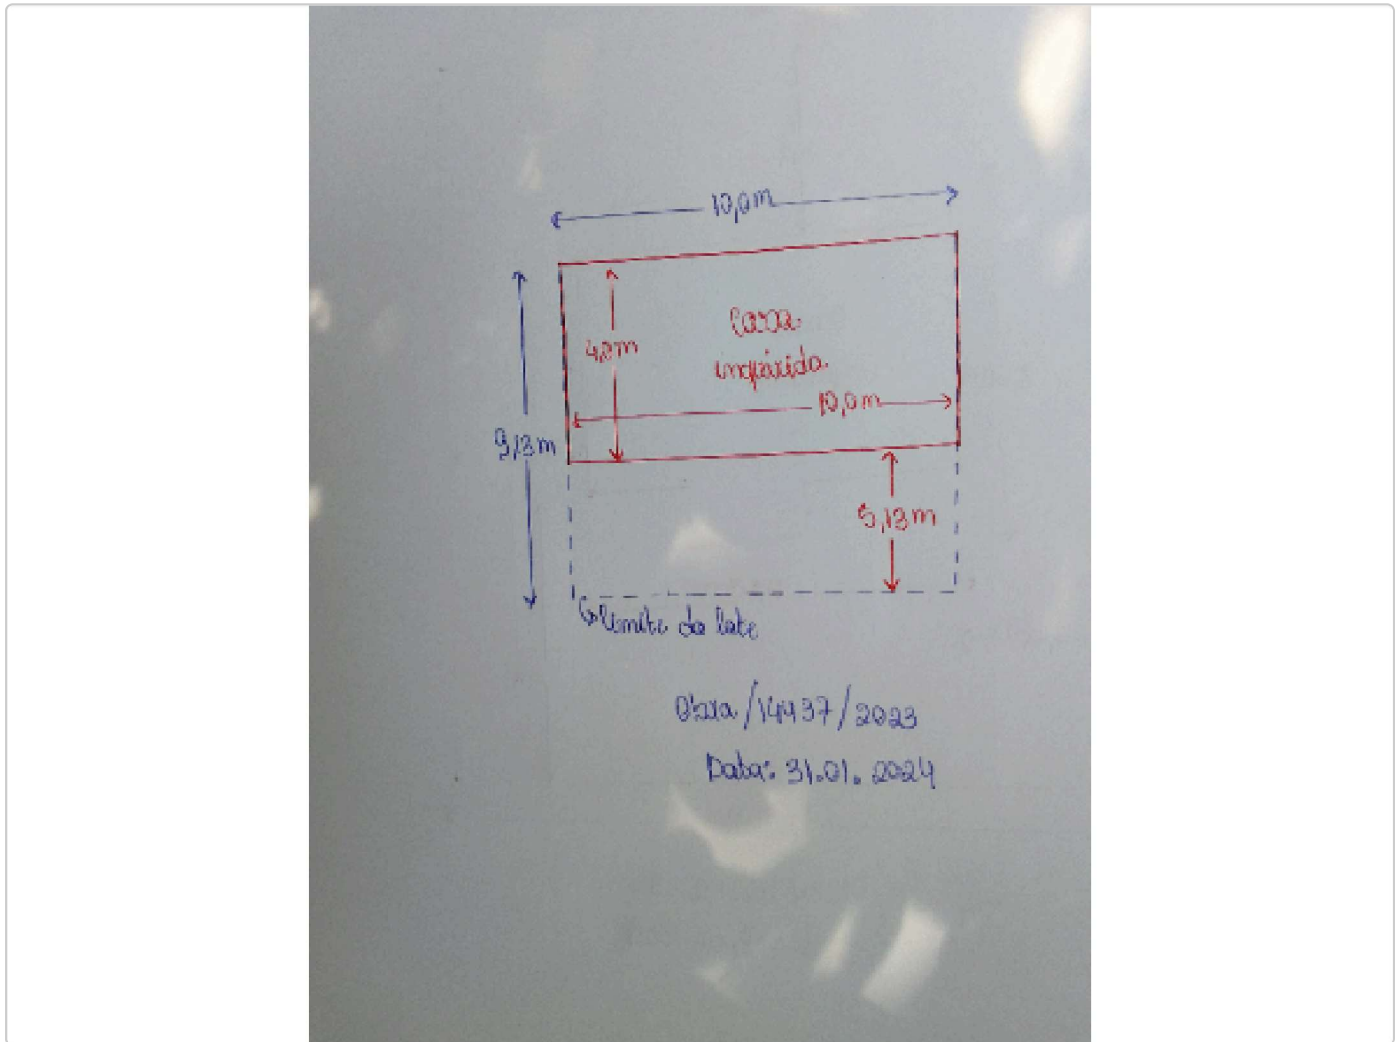 10,0m
4,0m
Casa
inquirida
10,0m
9,13m
5,13m
limite do lote
Obra/14437/2023
Data: 31.01.2024